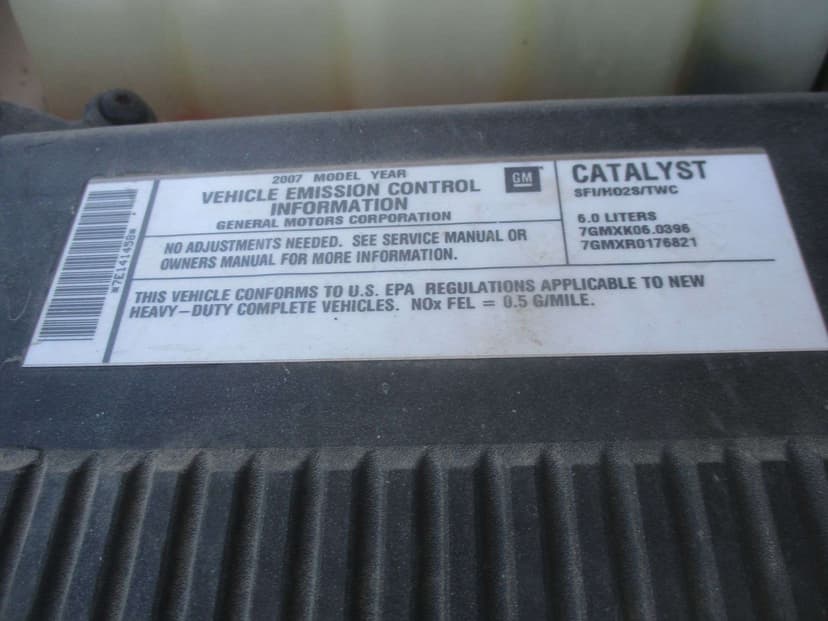 *7E14145B*
2007 MODEL YEAR
VEHICLE EMISSION CONTROL
INFORMATION
GENERAL MOTORS CORPORATION
GM
NO ADJUSTMENTS NEEDED. SEE SERVICE MANUAL OR
OWNERS MANUAL FOR MORE INFORMATION.
CATALYST
SFI/HO2S/TWC
6.0 LITERS
7GMXK06.0396
7GMXR0176821
THIS VEHICLE CONFORMS TO U.S. EPA REGULATIONS APPLICABLE TO NEW
HEAVY-DUTY COMPLETE VEHICLES. NOx FEL = 0.5 G/MILE.